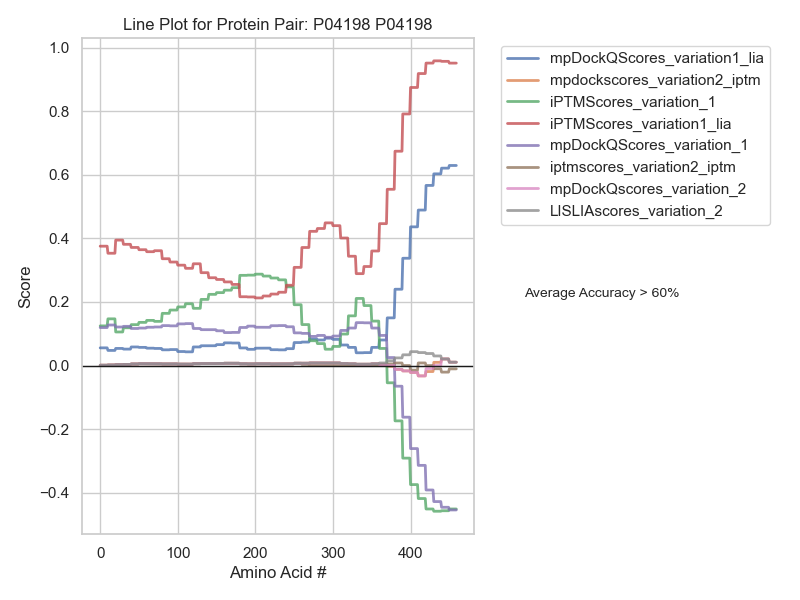 Line Plot for Protein Pair: P04198 P04198
1.0
0.8
0.6
0.4
0.2
0.0
−0.2
−0.4
Score
0
100
200
300
400
Amino Acid #
mpDockQScores_variation1_lia
mpdockscores_variation2_iptm
iPTMScores_variation_1
iPTMScores_variation1_lia
mpDockQScores_variation_1
iptmscores_variation2_iptm
mpDockQscores_variation_2
LISLIAscores_variation_2
Average Accuracy > 60%